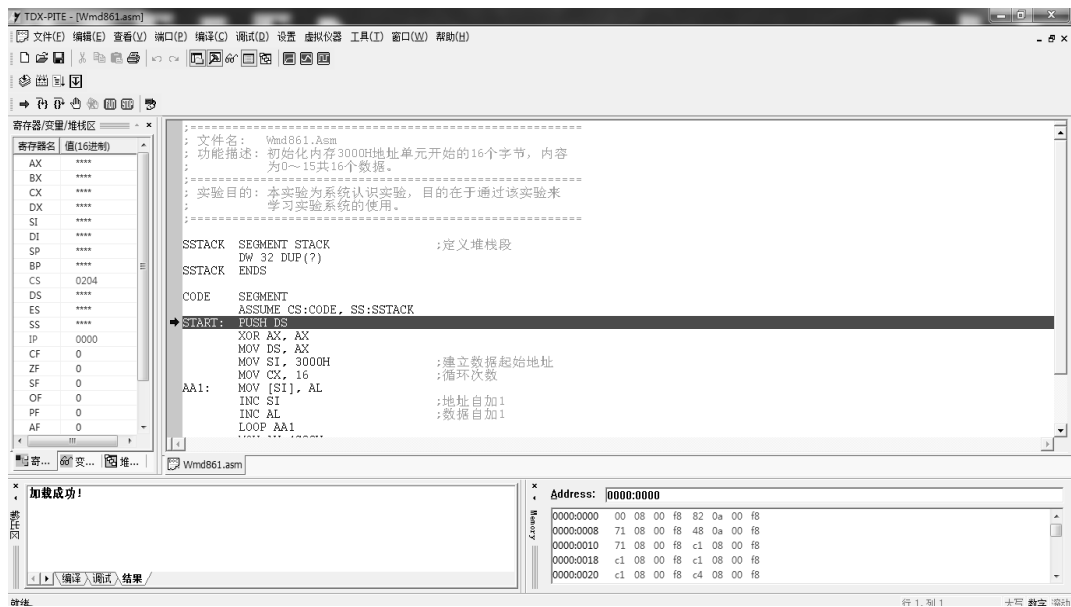 TDX-PITE - [Wmd861.asm]
文件(F) 编辑(E) 查看(V) 端口(P) 编译(C) 调试(D) 设置 虚拟仪器 工具(T) 窗口(W) 帮助(H)
寄存器/变量/堆栈区
寄存器名 值(16进制)
AX ****
BX ****
CX ****
DX ****
SI ****
DI ****
SP ****
BP ****
CS 0204
DS ****
ES ****
SS ****
IP 0000
CF 0
ZF 0
SF 0
OF 0
PF 0
AF 0
寄... 变... 堆...
;=======================================================
; 文件名: Wmd861.Asm
; 功能描述: 初始化内存3000H地址单元开始的16个字节，内容
; 为0～15共16个数据。
;=======================================================
; 实验目的: 本实验为系统认识实验，目的在于通过该实验来
; 学习实验系统的使用。
;=======================================================
SSTACK SEGMENT STACK ;定义堆栈段
DW 32 DUP(?)
SSTACK ENDS
CODE SEGMENT
ASSUME CS:CODE, SS:SSTACK
START: PUSH DS
XOR AX, AX
MOV DS, AX
MOV SI, 3000H ;建立数据起始地址
MOV CX, 16 ;循环次数
AA1: MOV [SI], AL
INC SI ;地址自加1
INC AL ;数据自加1
LOOP AA1
Wmd861.asm
加载成功!
编译 调试 结果
Memory
Address: 0000:0000
0000:0000 00 08 00 f8 82 0a 00 f8
0000:0008 71 08 00 f8 48 0a 00 f8
0000:0010 71 08 00 f8 c1 08 00 f8
0000:0018 c1 08 00 f8 c1 08 00 f8
0000:0020 c1 08 00 f8 c4 08 00 f8
就绪
行 1, 列 1 大写 数字 滚动